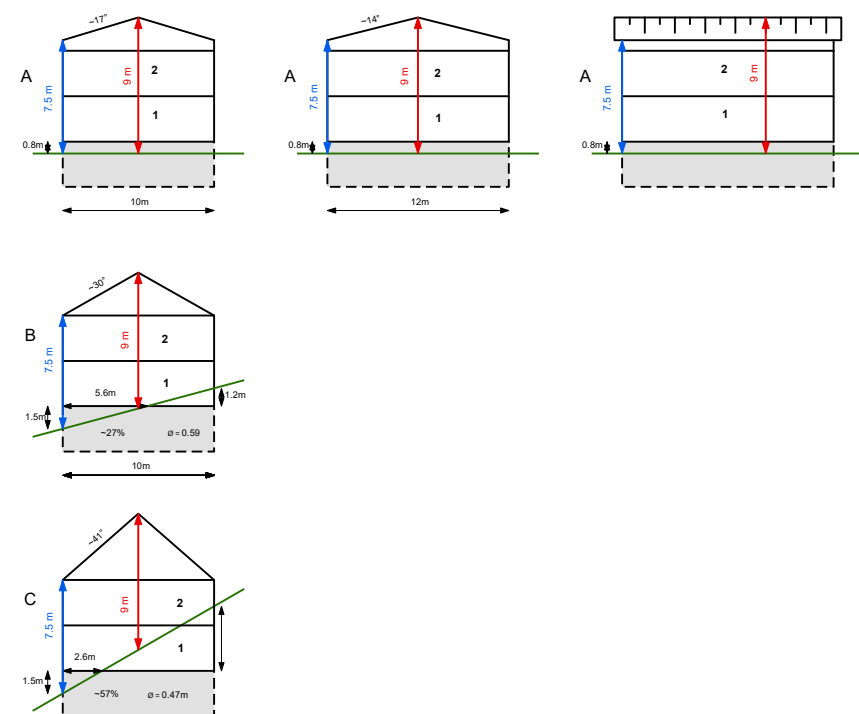 ~17°
A
2
9 m
7.5 m
1
0.8m
10m
~14°
A
2
9 m
7.5 m
1
0.8m
12m
A
2
9 m
7.5 m
1
0.8m
~30°
B
2
9 m
7.5 m
1
5.6m
1.2m
1.5m
~27%
ø = 0.59
10m
~41°
C
2
9 m
7.5 m
1
2.6m
1.5m
~57%
ø = 0.47m